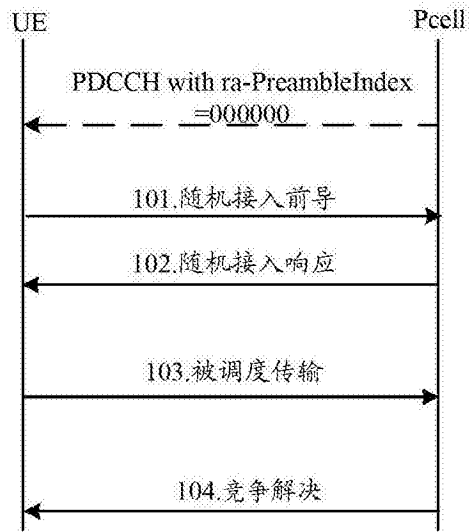 UE
Pcell
PDCCH with ra-PreambleIndex
=000000
101.随机接入前导
102.随机接入响应
103.被调度传输
104.竞争解决